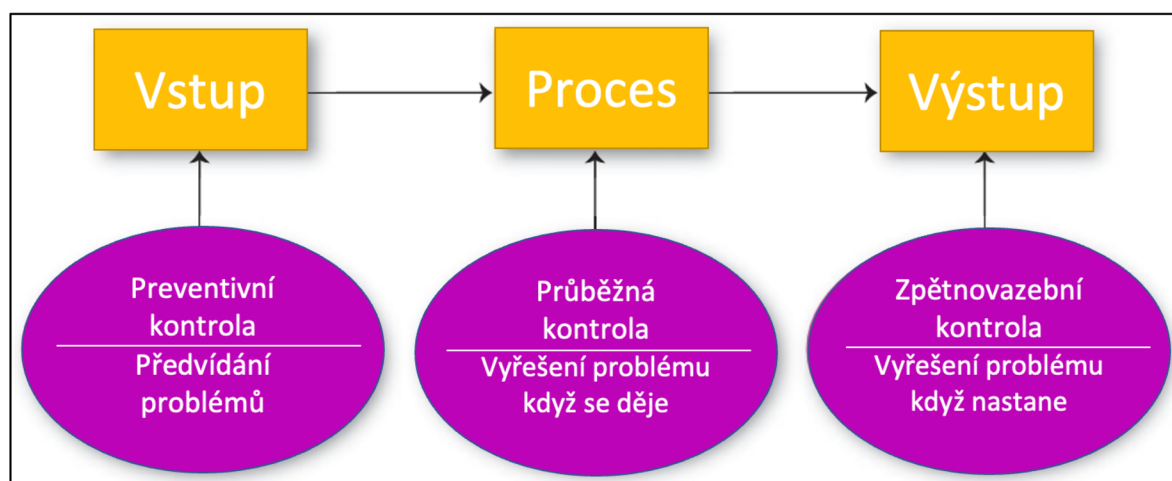 Vstup
Proces
Výstup
Preventivní
kontrola
Předvídání
problémů
Průběžná
kontrola
Vyřešení problému
když se děje
Zpětnovazební
kontrola
Vyřešení problému
když nastane